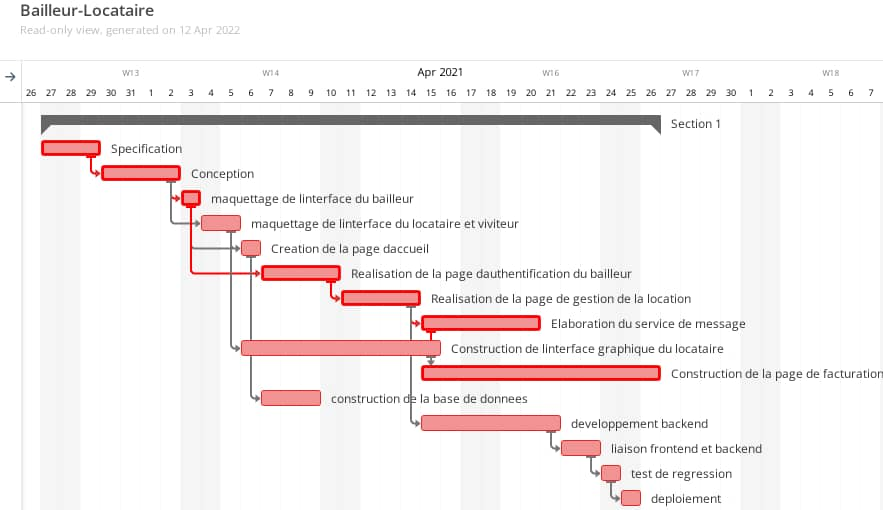 Bailleur-Locataire
Read-only view, generated on 12 Apr 2022
W13 W14 Apr 2021 W16 W17 W18
26 27 28 29 30 31 1 2 3 4 5 6 7 8 9 10 11 12 13 14 15 16 17 18 19 20 21 22 23 24 25 26 27 28 29 30 1 2 3 4 5 6 7
Section 1
Specification
Conception
maquettage de linterface du bailleur
maquettage de linterface du locataire et viviteur
Creation de la page daccueil
Realisation de la page dauthentification du bailleur
Realisation de la page de gestion de la location
Elaboration du service de message
Construction de linterface graphique du locataire
Construction de la page de facturation
construction de la base de donnees
developpement backend
liaison frontend et backend
test de regression
deploiement